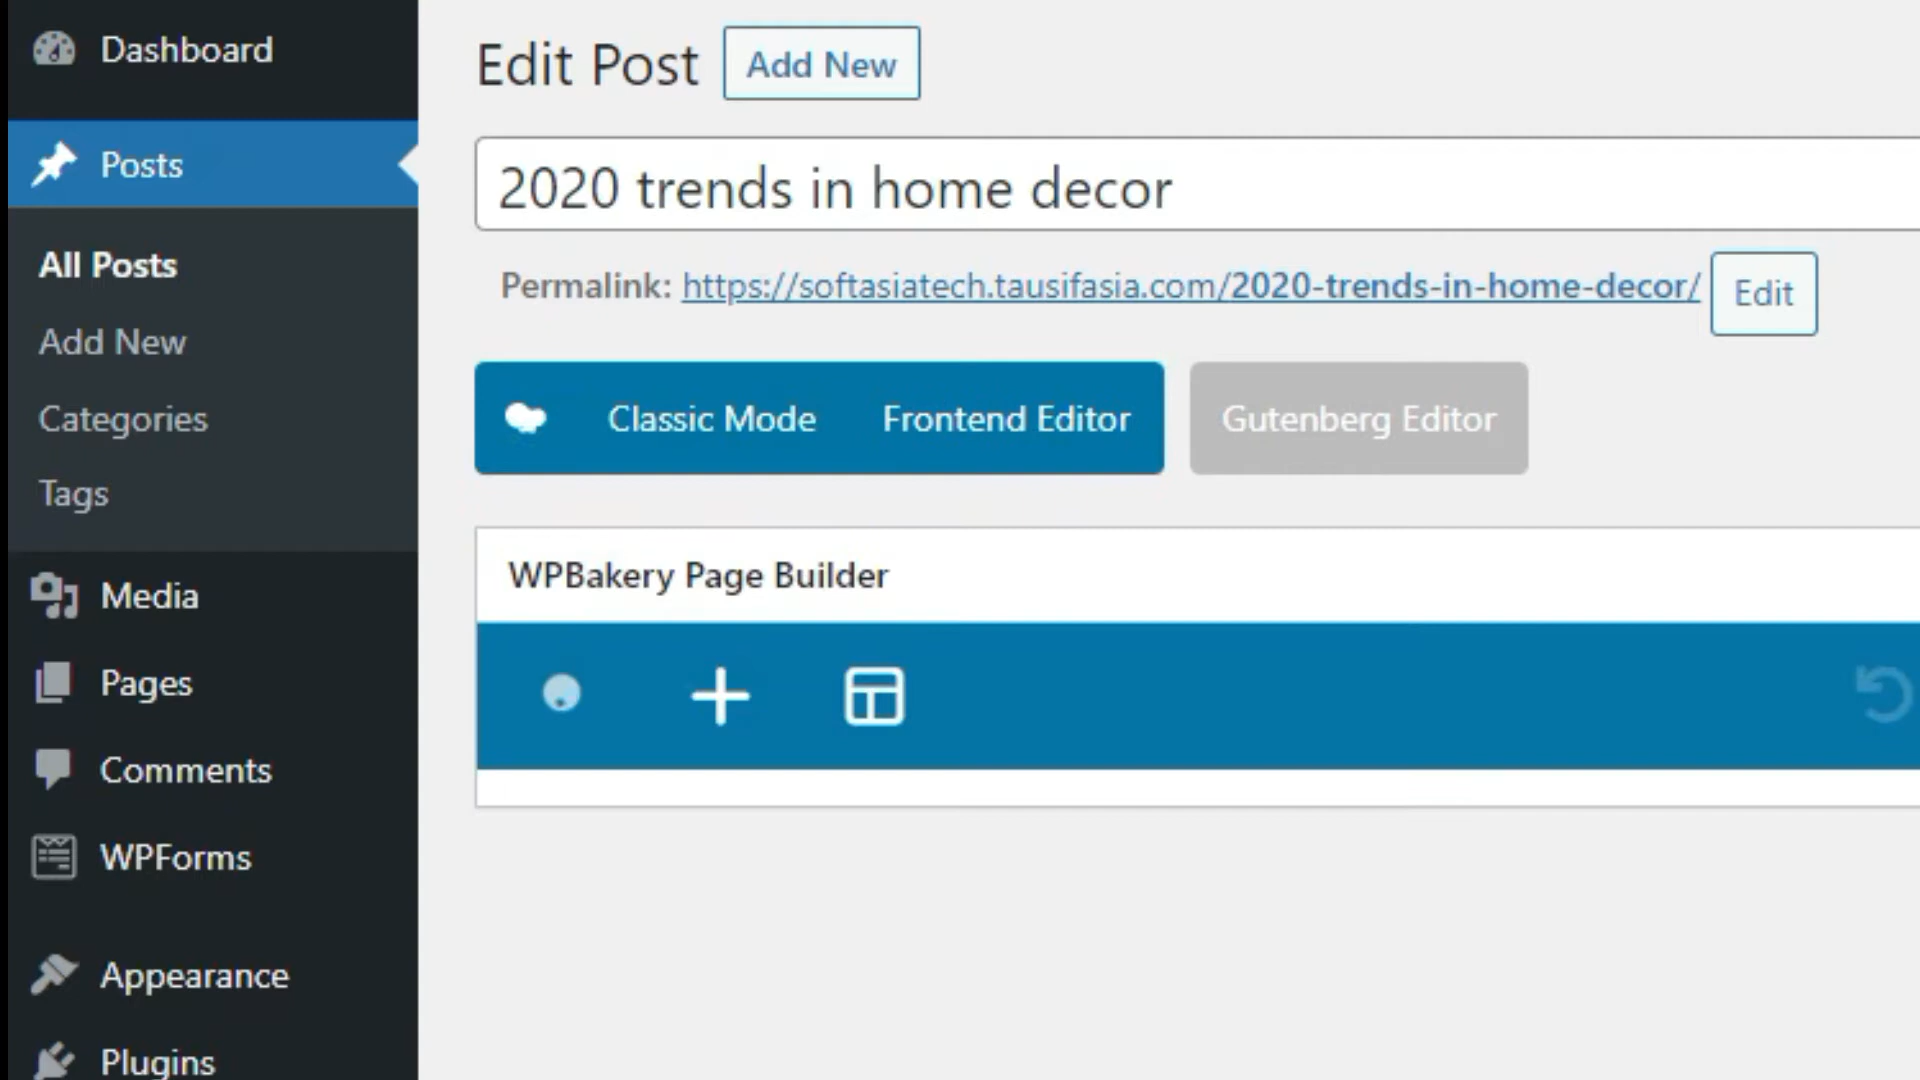 Dashboard
Posts
All Posts
Add New
Categories
Tags
Media
Pages
Comments
WPForms
Appearance
Plugins
Edit Post
Add New
2020 trends in home decor
Permalink: https://softasiatech.tausifasia.com/2020-trends-in-home-decor/ Edit
Classic Mode Frontend Editor Gutenberg Editor
WPBakery Page Builder